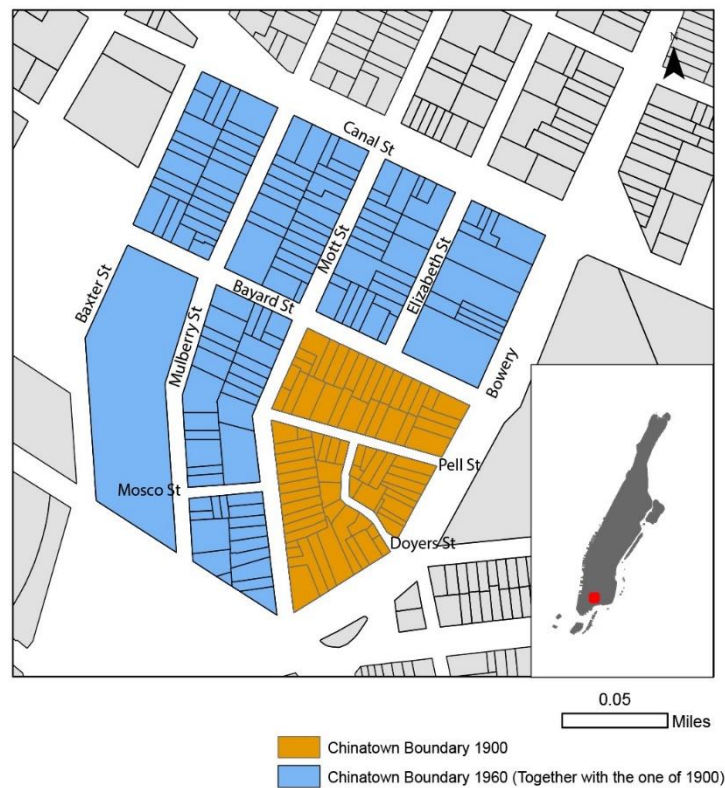 N
Canal St
Mott St
Elizabeth St
Baxter St
Bayard St
Mulberry St
Bowery
Pell St
Mosco St
Doyers St
0.05
Miles
Chinatown Boundary 1900
Chinatown Boundary 1960 (Together with the one of 1900)